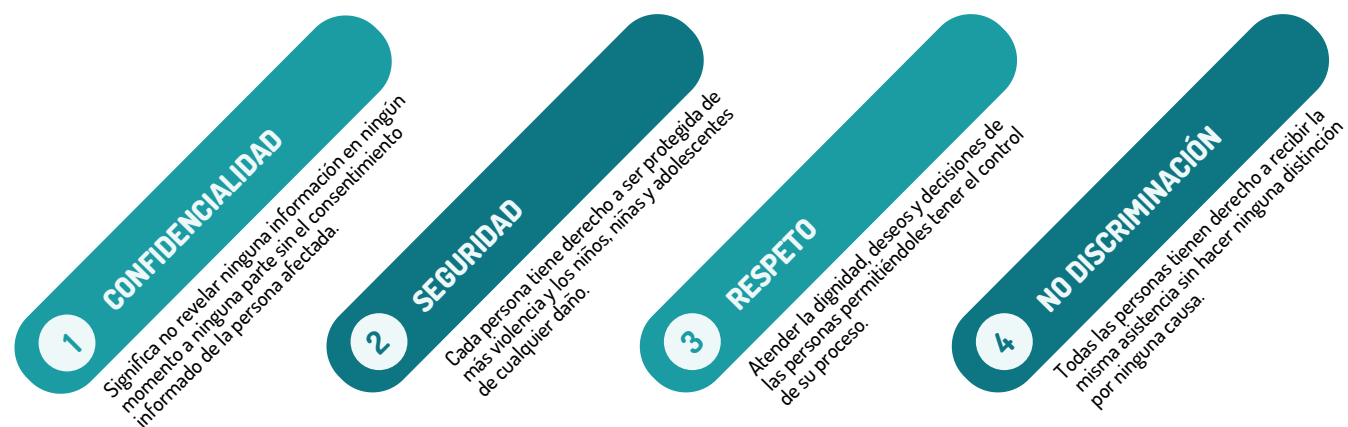 1
CONFIDENCIALIDAD
Significa no revelar ninguna información en ningún
momento a ninguna parte sin el consentimiento
informado de la persona afectada.
2
SEGURIDAD
Cada persona tiene derecho a ser protegida de
más violencia y los niños, niñas y adolescentes
de cualquier daño.
3
RESPETO
Atender la dignidad, deseos y decisiones de
las personas permitiéndoles tener el control
de su proceso.
4
NO DISCRIMINACIÓN
Todas las personas tienen derecho a recibir la
misma asistencia sin hacer ninguna distinción
por ninguna causa.